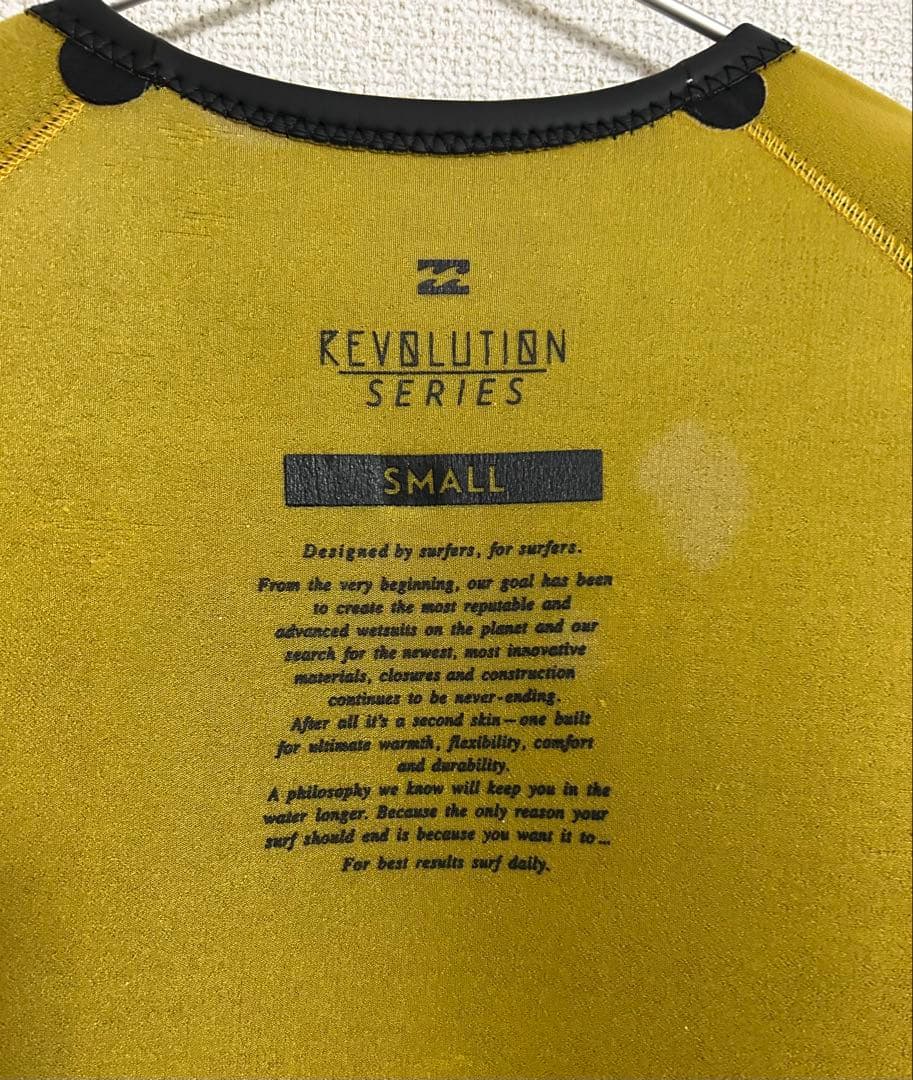 REVOLUTION
SERIES
SMALL
Designed by surfers, for surfers.
From the very beginning, our goal has been
to create the most reputable and
advanced wetsuits on the planet and our
search for the newest, most innovative
materials, closures and construction
continues to be never-ending.
After all it's a second skin—one built
for ultimate warmth, flexibility, comfort
and durability.
A philosophy we know will keep you in the
water longer. Because the only reason your
surf should end is because you want it to...
For best results surf daily.